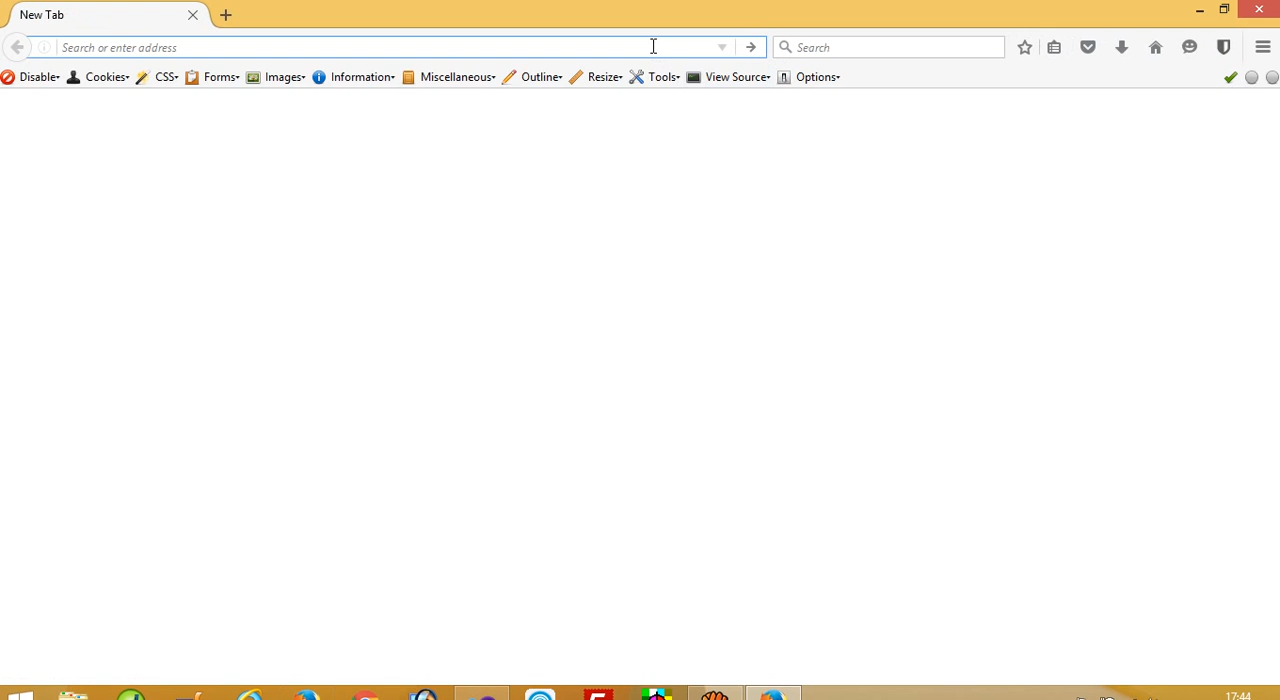 New Tab
Search or enter address
Search
Disable
Cookies
CSS
Forms
Images
Information
Miscellaneous
Outline
Resize
Tools
View Source
Options
17:44